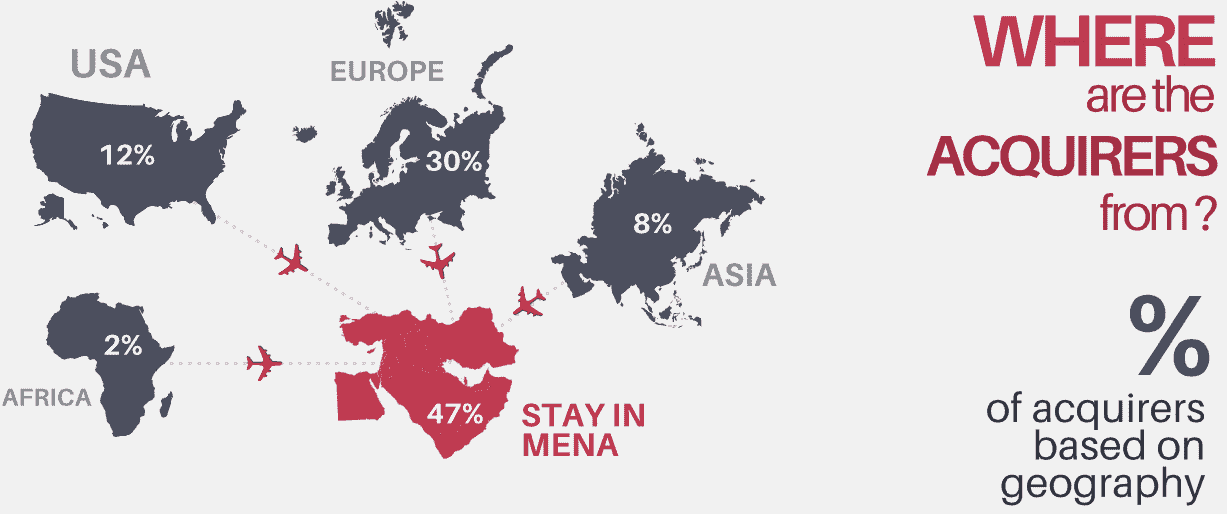 USA
12%
EUROPE
30%
8%
ASIA
2%
AFRICA
47%
STAY IN
MENA
WHERE
are the
ACQUIRERS
from ?
%
of acquirers
based on
geography